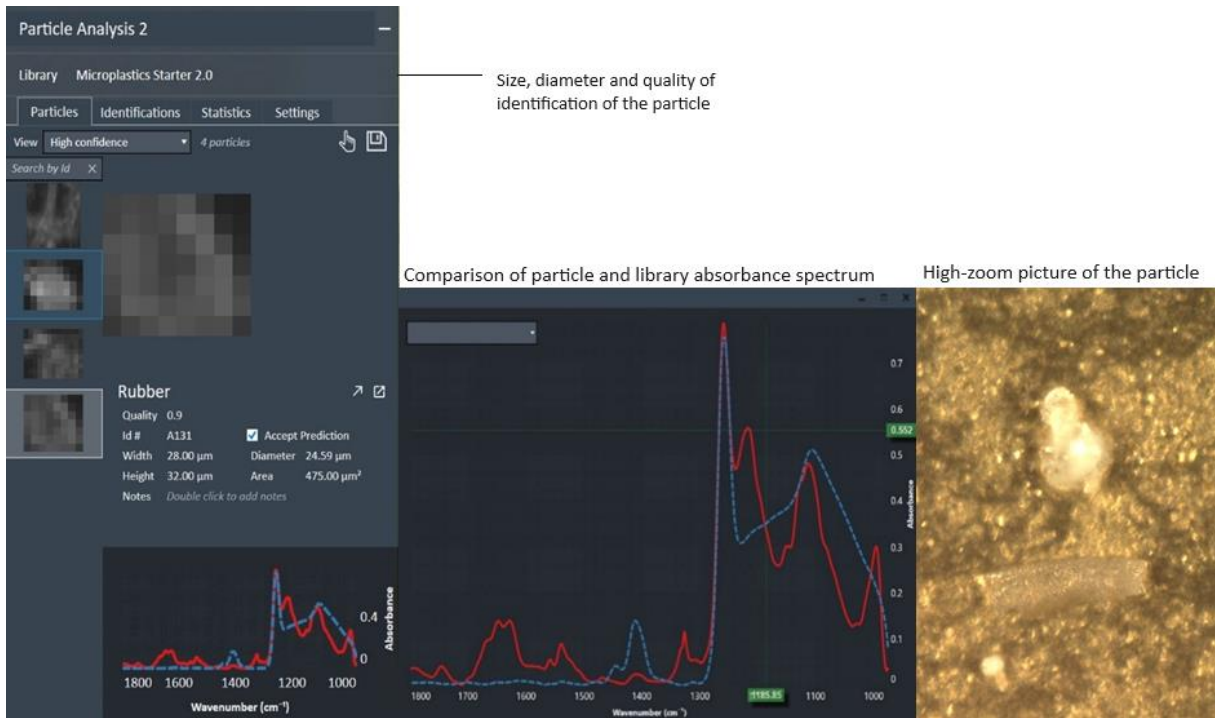 Particle Analysis 2
Library Microplastics Starter 2.0
Size, diameter and quality of
identification of the particle
Particles Identifications Statistics Settings
View High confidence 4 particles
Search by Id X
Comparison of particle and library absorbance spectrum
High-zoom picture of the particle
Rubber
Quality 0.9
Id # A131 Accept Prediction
Width 28.00 µm Diameter 24.59 µm
Height 32.00 µm Area 475.00 µm²
Notes Double click to add notes
0.4
0
Absorbance
1800 1600 1400 1200 1000
Wavenumber (cm⁻¹)
0.7
0.6
0.552
0.5
0.4
0.3
0.2
0.1
0
Absorbance
1800 1700 1600 1500 1400 1300 1185.85 1100 1000
Wavenumber (cm⁻¹)